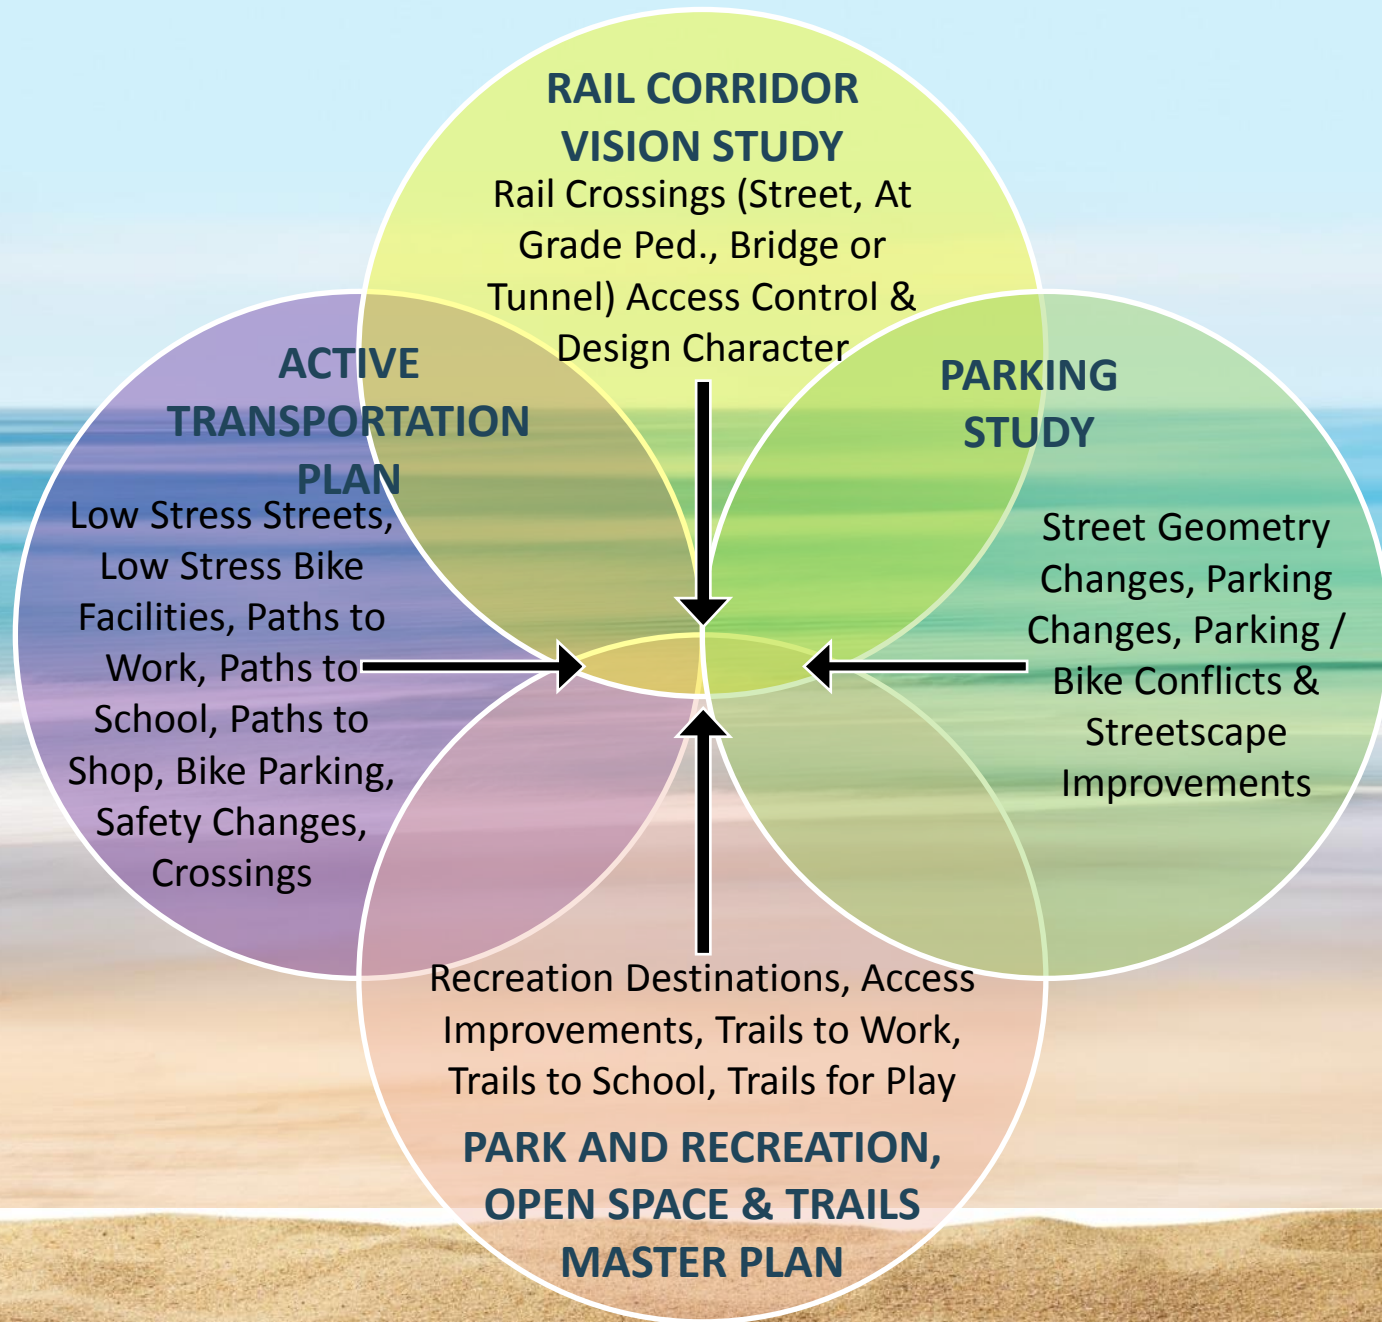 RAIL CORRIDOR
VISION STUDY
Rail Crossings (Street, At
Grade Ped., Bridge or
Tunnel) Access Control &
Design Character
ACTIVE
TRANSPORTATION
PLAN
Low Stress Streets,
Low Stress Bike
Facilities, Paths to
Work, Paths to
School, Paths to
Shop, Bike Parking,
Safety Changes,
Crossings
PARKING
STUDY
Street Geometry
Changes, Parking
Changes, Parking /
Bike Conflicts &
Streetscape
Improvements
Recreation Destinations, Access
Improvements, Trails to Work,
Trails to School, Trails for Play
PARK AND RECREATION,
OPEN SPACE & TRAILS
MASTER PLAN